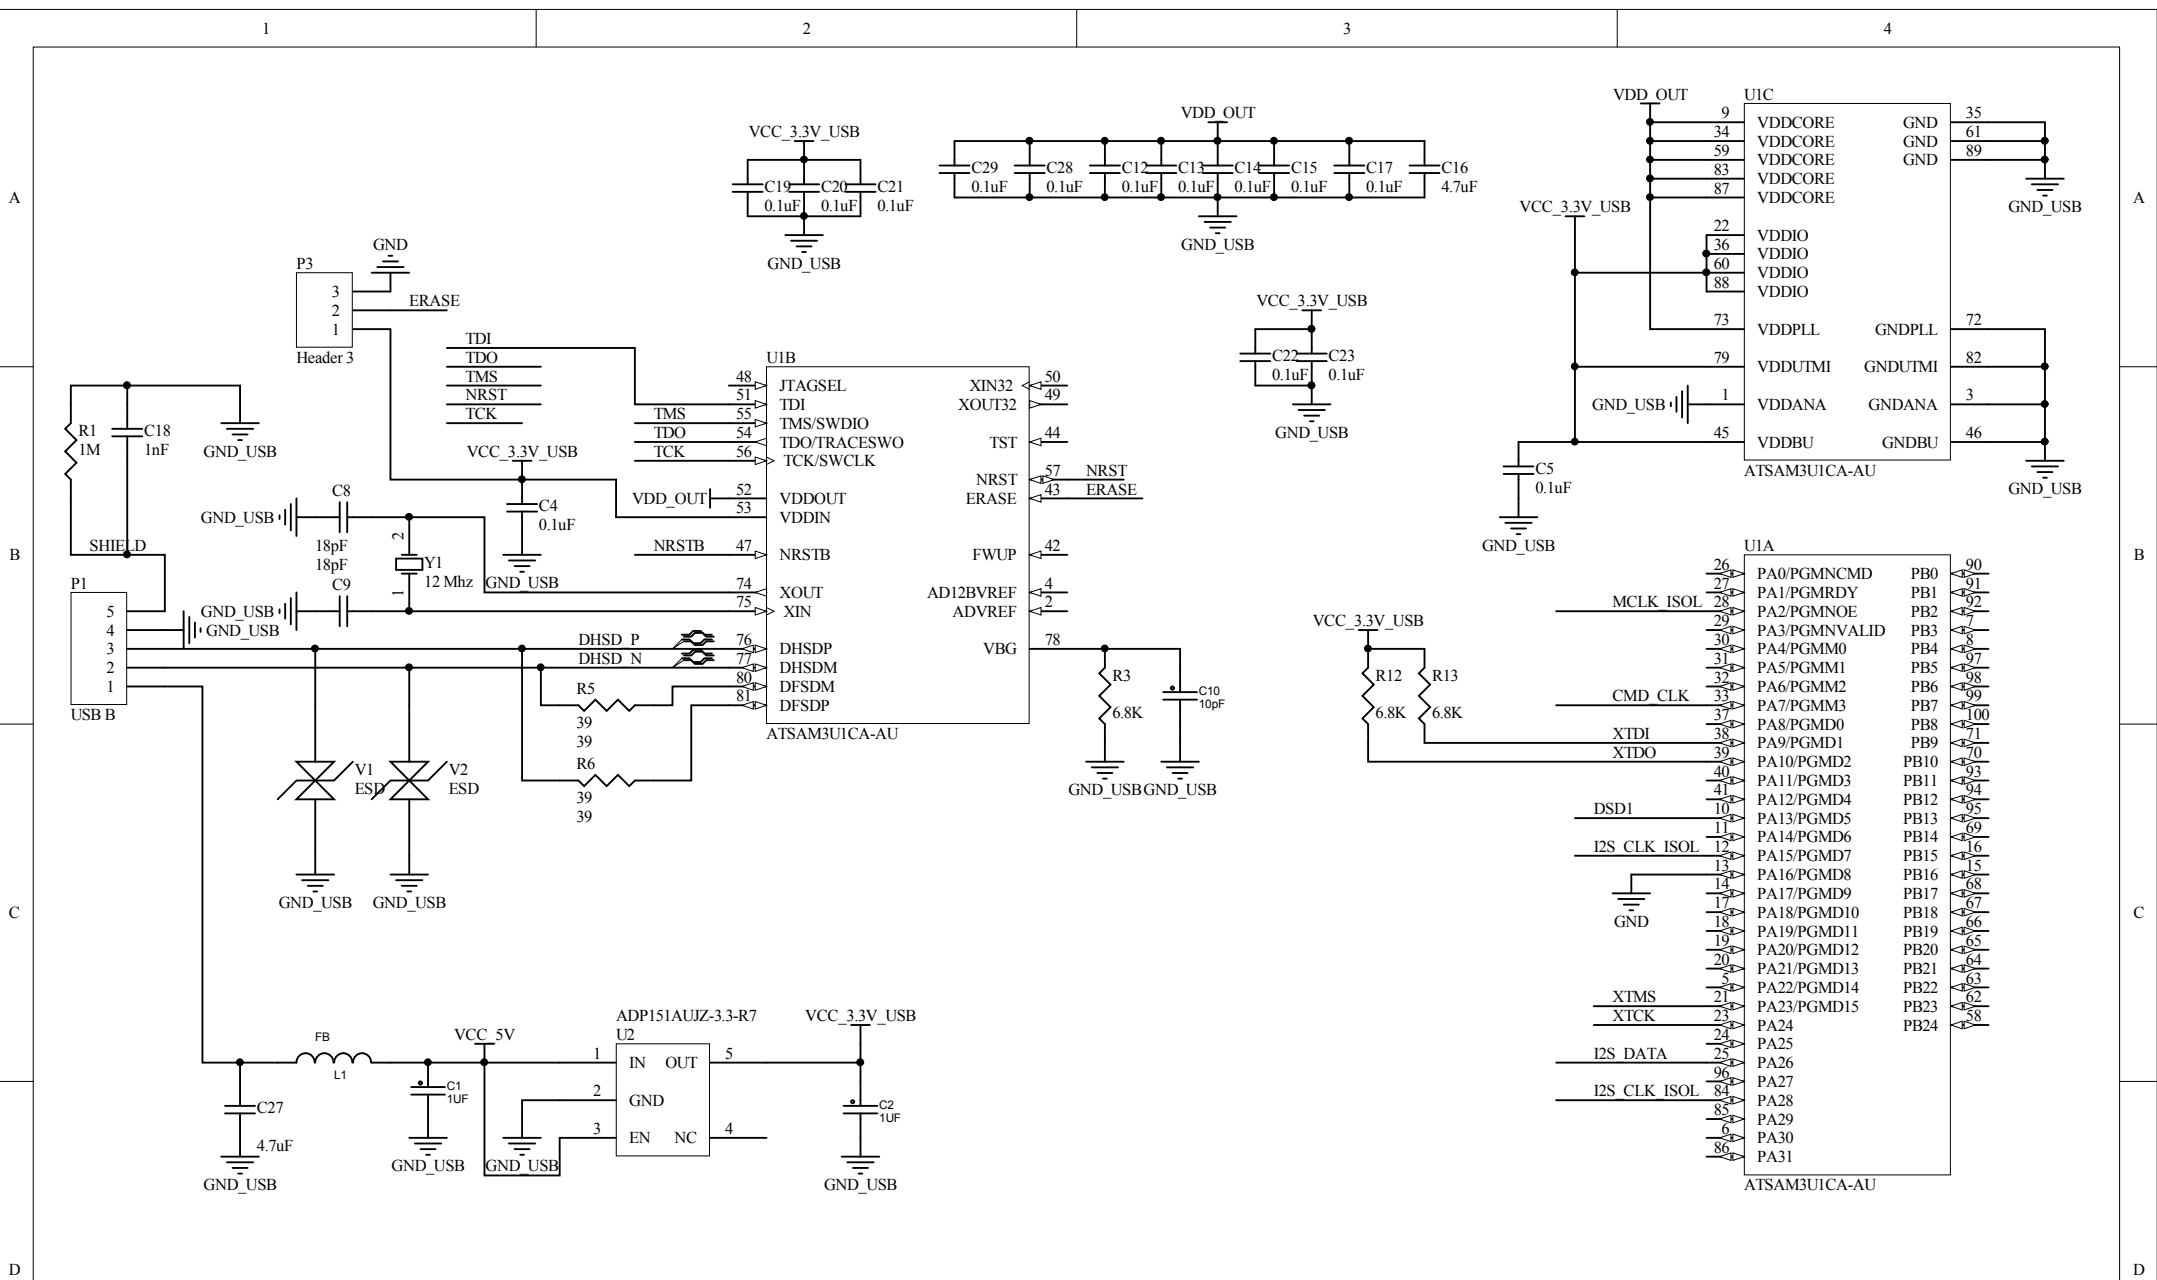 1 2 3 4
A A
B B
C C
D D
VCC_3.3V_USB
C19
0.1uF
C20
0.1uF
C21
0.1uF
GND_USB
VDD_OUT
C29
0.1uF
C28
0.1uF
C12
0.1uF
C13
0.1uF
C14
0.1uF
C15
0.1uF
C17
0.1uF
C16
4.7uF
GND_USB
VDD_OUT
VCC_3.3V_USB
U1C
9 VDDCORE GND 35
34 VDDCORE GND 61
59 VDDCORE GND 89
83 VDDCORE
87 VDDCORE
GND_USB
22 VDDIO
36 VDDIO
60 VDDIO
88 VDDIO
73 VDDPLL GNDPLL 72
79 VDDUTMI GNDUTMI 82
GND_USB 1 VDDANA GNDANA 3
45 VDDBU GNDBU 46
ATSAM3U1CA-AU
GND_USB
C5
0.1uF
GND_USB
GND
P3
3
2 ERASE
1
Header 3
TDI
TDO
TMS
NRST
TCK
VCC_3.3V_USB
C22
0.1uF
C23
0.1uF
GND_USB
R1
1M
C18
1nF
GND_USB
SHIELD
P1
5
4 GND_USB
3
2
1
USB B
GND_USB C8
18pF
18pF
GND_USB C9
2
Y1
12 Mhz
1
VCC_3.3V_USB
C4
0.1uF
GND_USB
U1B
48 JTAGSEL XIN32 50
51 TDI XOUT32 49
TMS 55 TMS/SWDIO
TDO 54 TDO/TRACESWO TST 44
TCK 56 TCK/SWCLK
NRST 57 NRST
VDD_OUT 52 VDDOUT ERASE 43 ERASE
53 VDDIN
NRSTB 47 NRSTB FWUP 42
74 XOUT AD12BVREF 4
75 XIN ADVREF 2
DHSD_P 76 DHSDP VBG 78
DHSD_N 77 DHSDM
80 DFSDM
81 DFSDP
ATSAM3U1CA-AU
R5
39
39
R6
39
39
V1
ESD
V2
ESD
GND_USB GND_USB
R3
6.8K
C10
10pF
GND_USB GND_USB
VCC_3.3V_USB
R12
6.8K
R13
6.8K
U1A
26 PA0/PGMNCMD PB0 90
27 PA1/PGMRDY PB1 91
MCLK_ISOL 28 PA2/PGMNOE PB2 92
29 PA3/PGMNVALID PB3 7
30 PA4/PGMM0 PB4 8
31 PA5/PGMM1 PB5 97
32 PA6/PGMM2 PB6 98
CMD_CLK 33 PA7/PGMM3 PB7 99
37 PA8/PGMD0 PB8 100
XTDI 38 PA9/PGMD1 PB9 71
XTDO 39 PA10/PGMD2 PB10 70
40 PA11/PGMD3 PB11 93
41 PA12/PGMD4 PB12 94
DSD1 10 PA13/PGMD5 PB13 95
11 PA14/PGMD6 PB14 69
I2S_CLK_ISOL 12 PA15/PGMD7 PB15 16
13 PA16/PGMD8 PB16 15
14 PA17/PGMD9 PB17 68
GND
17 PA18/PGMD10 PB18 67
18 PA19/PGMD11 PB19 66
19 PA20/PGMD12 PB20 65
20 PA21/PGMD13 PB21 64
5 PA22/PGMD14 PB22 63
XTMS 21 PA23/PGMD15 PB23 62
XTCK 23 PA24 PB24 58
24 PA25
I2S_DATA 25 PA26
96 PA27
I2S_CLK_ISOL 84 PA28
85 PA29
6 PA30
86 PA31
ATSAM3U1CA-AU
FB
L1
C27
4.7uF
GND_USB
VCC_5V
C1
1UF
GND_USB
GND_USB
ADP151AUJZ-3.3-R7
U2
1 IN OUT 5
2 GND
3 EN NC 4
VCC_3.3V_USB
C2
1UF
GND_USB